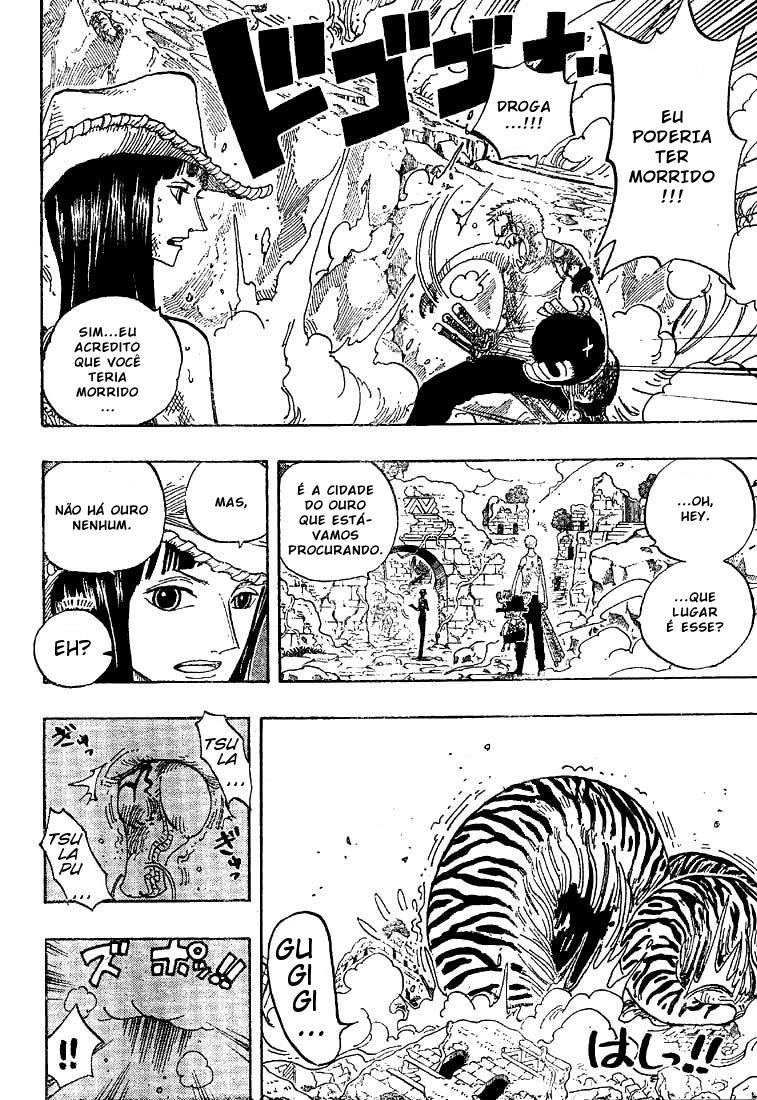 EU
PODERIA
TER
MORRIDO
!!!
DROGA
...!!!
ドゴゴォ
SIM...EU
ACREDITO
QUE VOCÊ
TERIA
MORRIDO
...
...OH,
HEY.
...QUE
LUGAR
É ESSE?
É A CIDADE
DO OURO
QUE ESTÁ-
VAMOS
PROCURANDO.
MAS,
NÃO HÁ OURO
NENHUM.
EH?
GU
GI
GI
...
はしっ!!
TSU
LA
...
TSU
LA
PU
...
ズポッ!!
!!